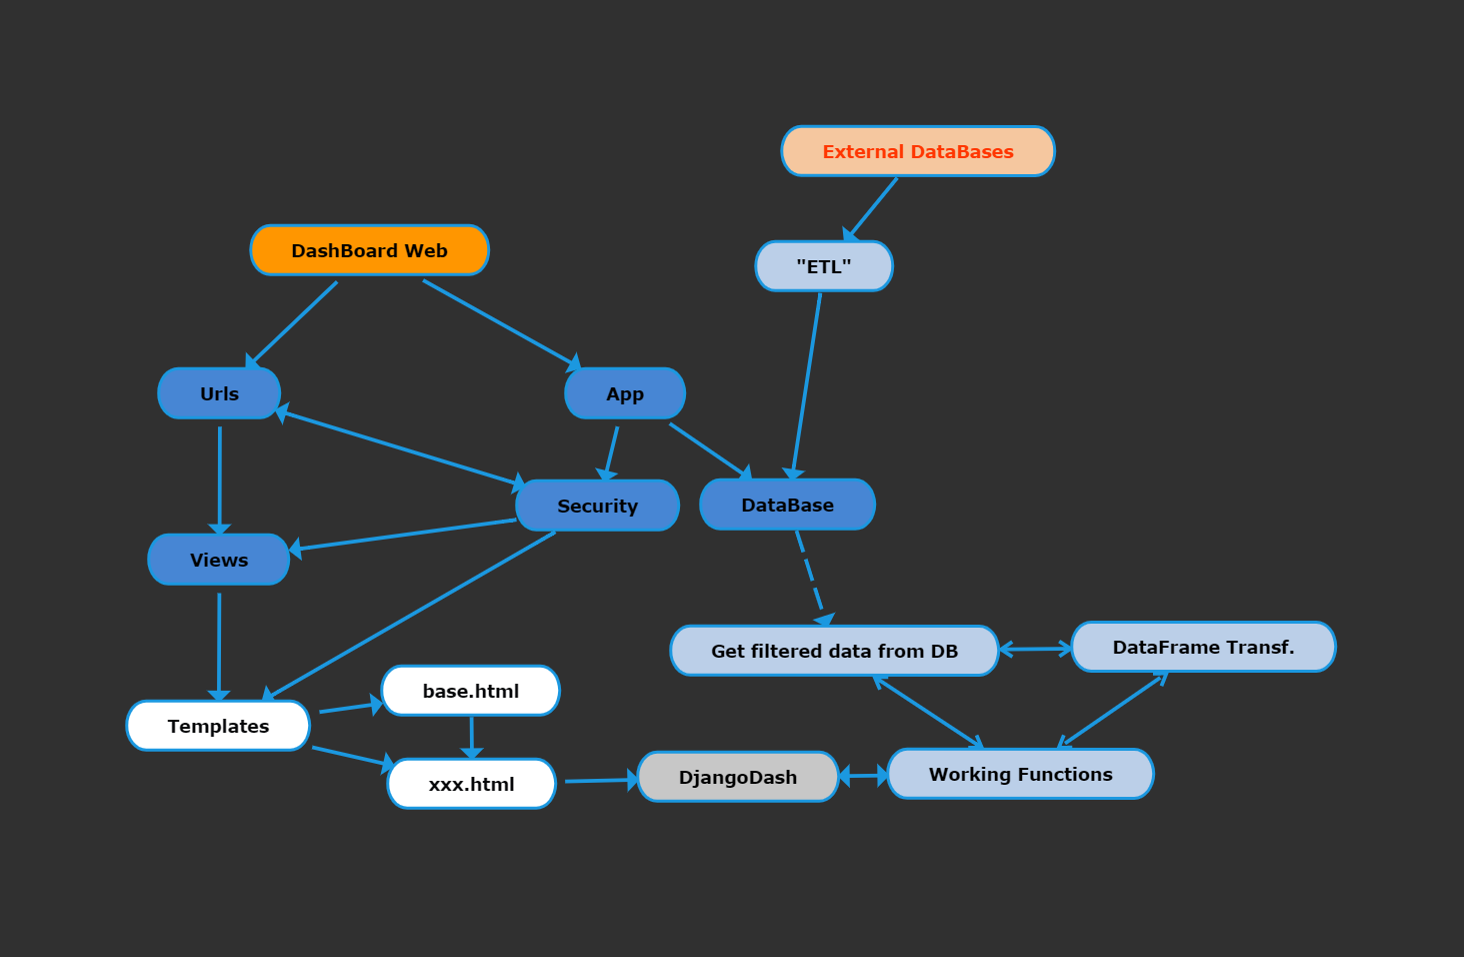 External DataBases
DashBoard Web
"ETL"
Urls
App
Security
DataBase
Views
Get filtered data from DB
DataFrame Transf.
base.html
Templates
xxx.html
DjangoDash
Working Functions